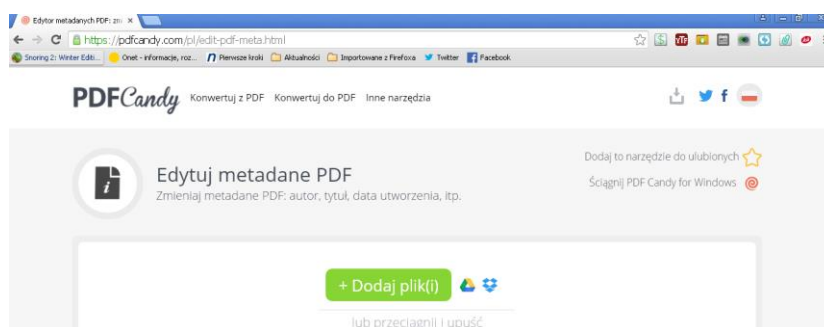 Edytor metadanych PDF: zmi
https://pdfcandy.com/pl/edit-pdf-meta.html
Snoring 2: Winter Editi... Onet - informacje, roz... Pierwsze kroki Aktualności Importowane z Firefoxa Twitter Facebook
PDFCandy Konwertuj z PDF Konwertuj do PDF Inne narzędzia
Dodaj to narzędzie do ulubionych
Edytuj metadane PDF
Ściągnij PDF Candy for Windows
Zmieniaj metadane PDF: autor, tytuł, data utworzenia, itp.
+ Dodaj plik(i)
lub przeciągnij i upuść